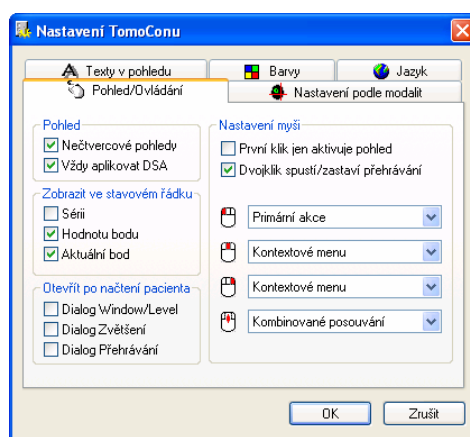 Nastavení TomoConu
Texty v pohledu
Barvy
Jazyk
Pohled/Ovládání
Nastavení podle modalit
Pohled
Nečtvercové pohledy
Vždy aplikovat DSA
Zobrazit ve stavovém řádku
Sérii
Hodnotu bodu
Aktuální bod
Otevřít po načtení pacienta
Dialog Window/Level
Dialog Zvětšení
Dialog Přehrávání
Nastavení myši
První klik jen aktivuje pohled
Dvojklik spustí/zastaví přehrávání
Primární akce
Kontextové menu
Kontextové menu
Kombinované posouvání
OK
Zrušit